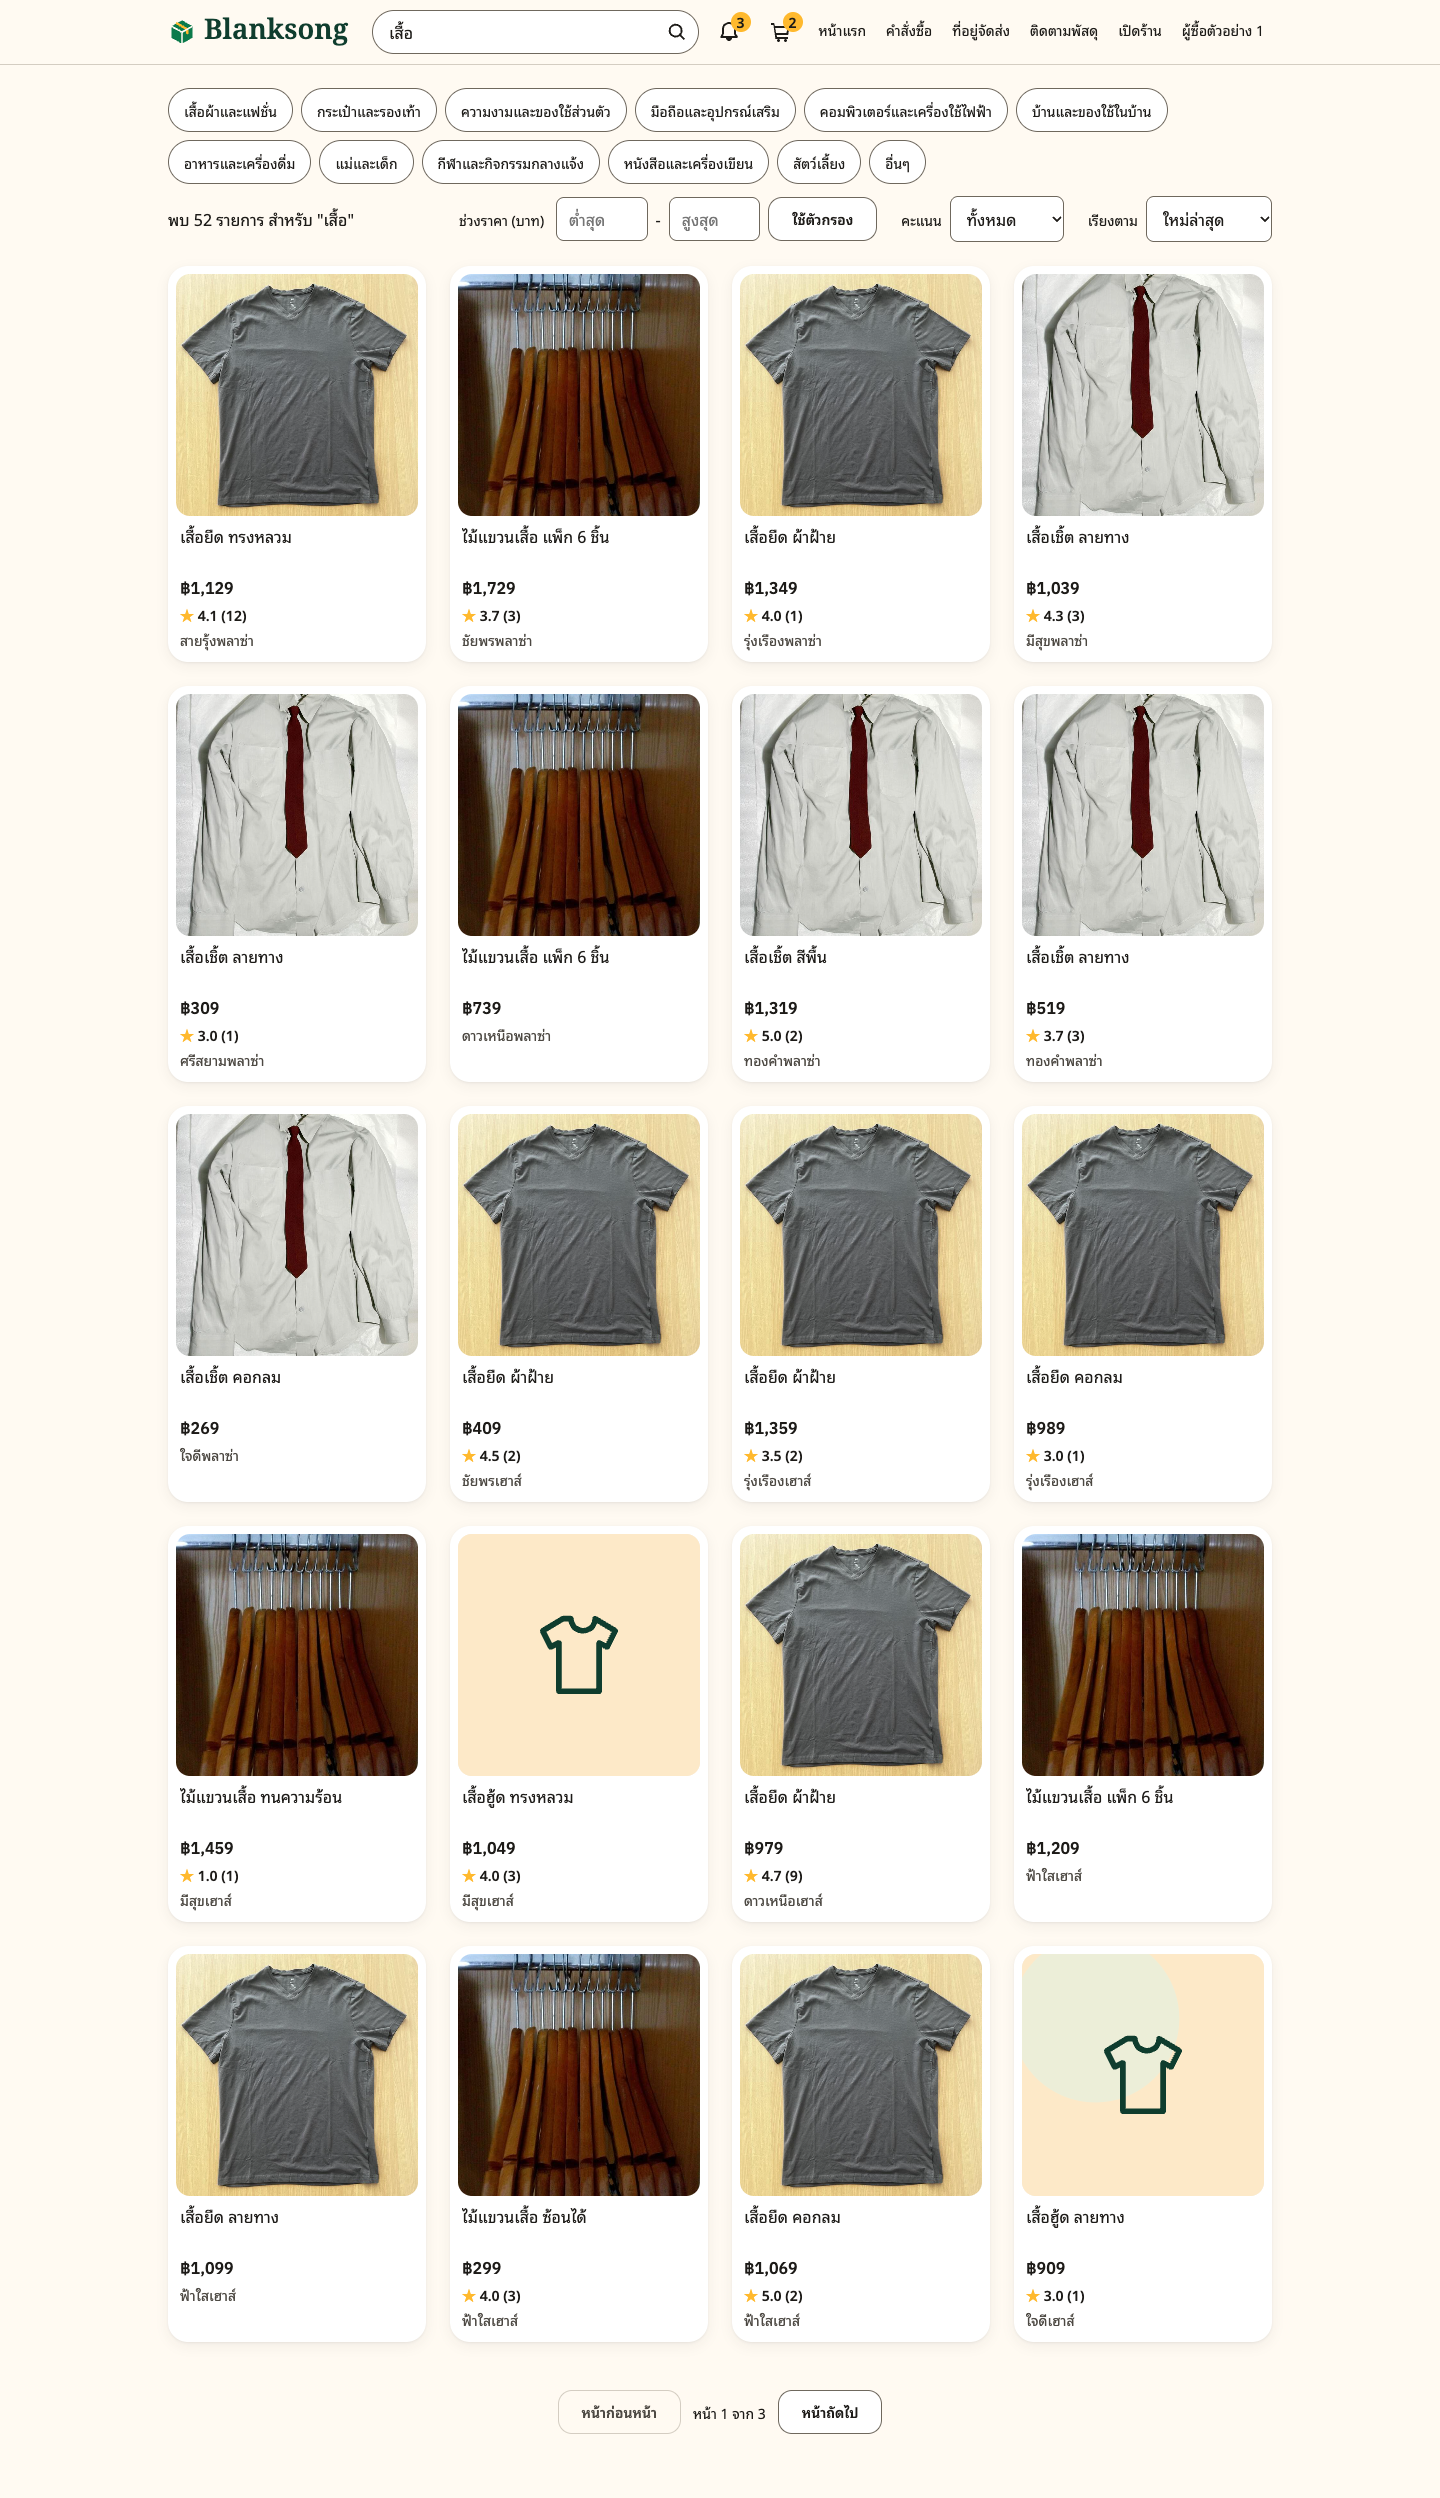 Blanksong
เสื้อ
3
2
หน้าแรก
คำสั่งซื้อ
ที่อยู่จัดส่ง
ติดตามพัสดุ
เปิดร้าน
ผู้ซื้อตัวอย่าง 1
เสื้อผ้าและแฟชั่น
กระเป๋าและรองเท้า
ความงามและของใช้ส่วนตัว
มือถือและอุปกรณ์เสริม
คอมพิวเตอร์และเครื่องใช้ไฟฟ้า
บ้านและของใช้ในบ้าน
อาหารและเครื่องดื่ม
แม่และเด็ก
กีฬาและกิจกรรมกลางแจ้ง
หนังสือและเครื่องเขียน
สัตว์เลี้ยง
อื่นๆ
พบ 52 รายการ สำหรับ "เสื้อ"
ช่วงราคา (บาท)
ต่ำสุด
-
สูงสุด
ใช้ตัวกรอง
คะแนน
ทั้งหมด
เรียงตาม
ใหม่ล่าสุด
เสื้อยืด ทรงหลวม
฿1,129
4.1 (12)
สายรุ้งพลาซ่า
ไม้แขวนเสื้อ แพ็ก 6 ชิ้น
฿1,729
3.7 (3)
ชัยพรพลาซ่า
เสื้อยืด ผ้าฝ้าย
฿1,349
4.0 (1)
รุ่งเรืองพลาซ่า
เสื้อเชิ้ต ลายทาง
฿1,039
4.3 (3)
มีสุขพลาซ่า
เสื้อเชิ้ต ลายทาง
฿309
3.0 (1)
ศรีสยามพลาซ่า
ไม้แขวนเสื้อ แพ็ก 6 ชิ้น
฿739
ดาวเหนือพลาซ่า
เสื้อเชิ้ต สีพื้น
฿1,319
5.0 (2)
ทองคำพลาซ่า
เสื้อเชิ้ต ลายทาง
฿519
3.7 (3)
ทองคำพลาซ่า
เสื้อเชิ้ต คอกลม
฿269
ใจดีพลาซ่า
เสื้อยืด ผ้าฝ้าย
฿409
4.5 (2)
ชัยพรเฮาส์
เสื้อยืด ผ้าฝ้าย
฿1,359
3.5 (2)
รุ่งเรืองเฮาส์
เสื้อยืด คอกลม
฿989
3.0 (1)
รุ่งเรืองเฮาส์
ไม้แขวนเสื้อ ทนความร้อน
฿1,459
1.0 (1)
มีสุขเฮาส์
เสื้อฮู้ด ทรงหลวม
฿1,049
4.0 (3)
มีสุขเฮาส์
เสื้อยืด ผ้าฝ้าย
฿979
4.7 (9)
ดาวเหนือเฮาส์
ไม้แขวนเสื้อ แพ็ก 6 ชิ้น
฿1,209
ฟ้าใสเฮาส์
เสื้อยืด ลายทาง
฿1,099
ฟ้าใสเฮาส์
ไม้แขวนเสื้อ ซ้อนได้
฿299
4.0 (3)
ฟ้าใสเฮาส์
เสื้อยืด คอกลม
฿1,069
5.0 (2)
ฟ้าใสเฮาส์
เสื้อฮู้ด ลายทาง
฿909
3.0 (1)
ใจดีเฮาส์
หน้าก่อนหน้า
หน้า 1 จาก 3
หน้าถัดไป